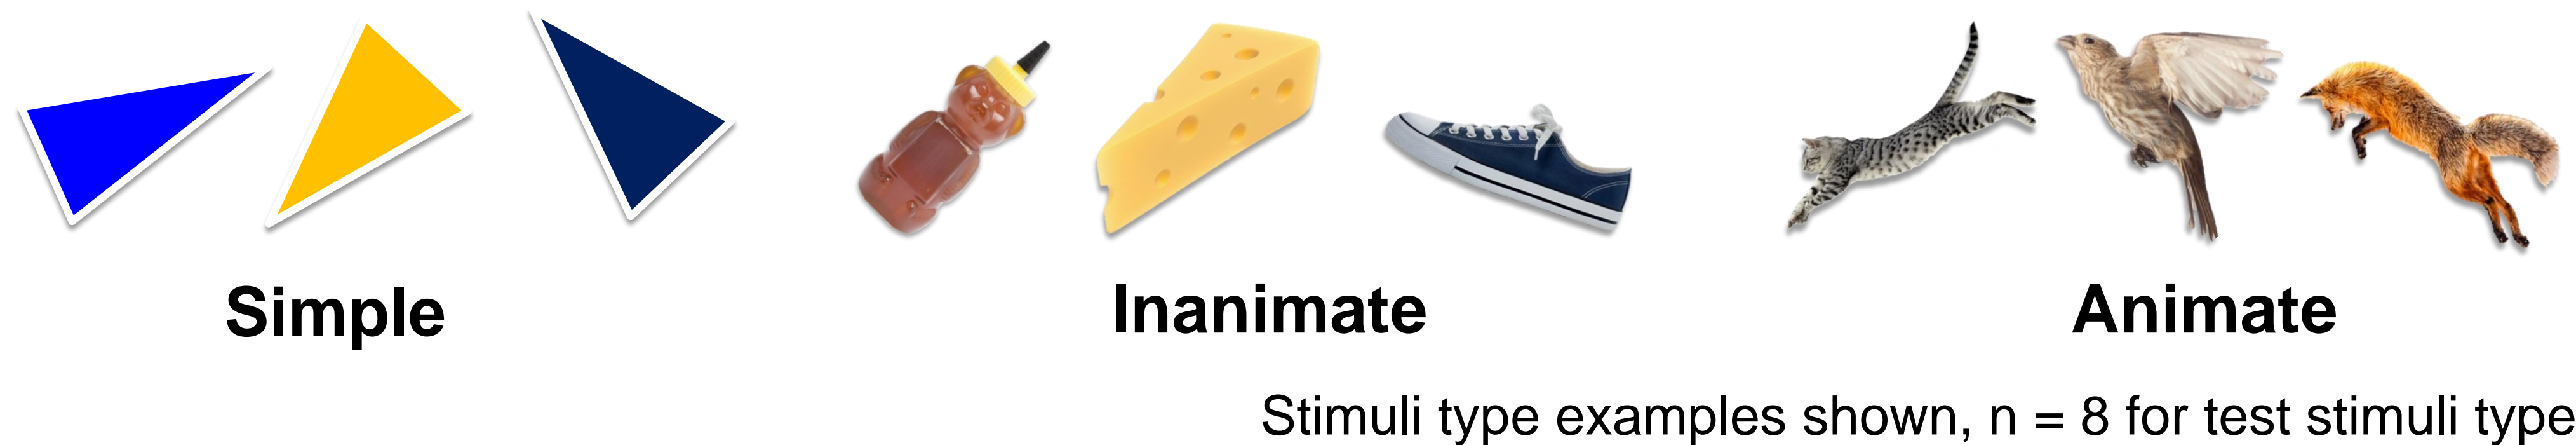 Simple
Inanimate
Animate
Stimuli type examples shown, n = 8 for test stimuli type